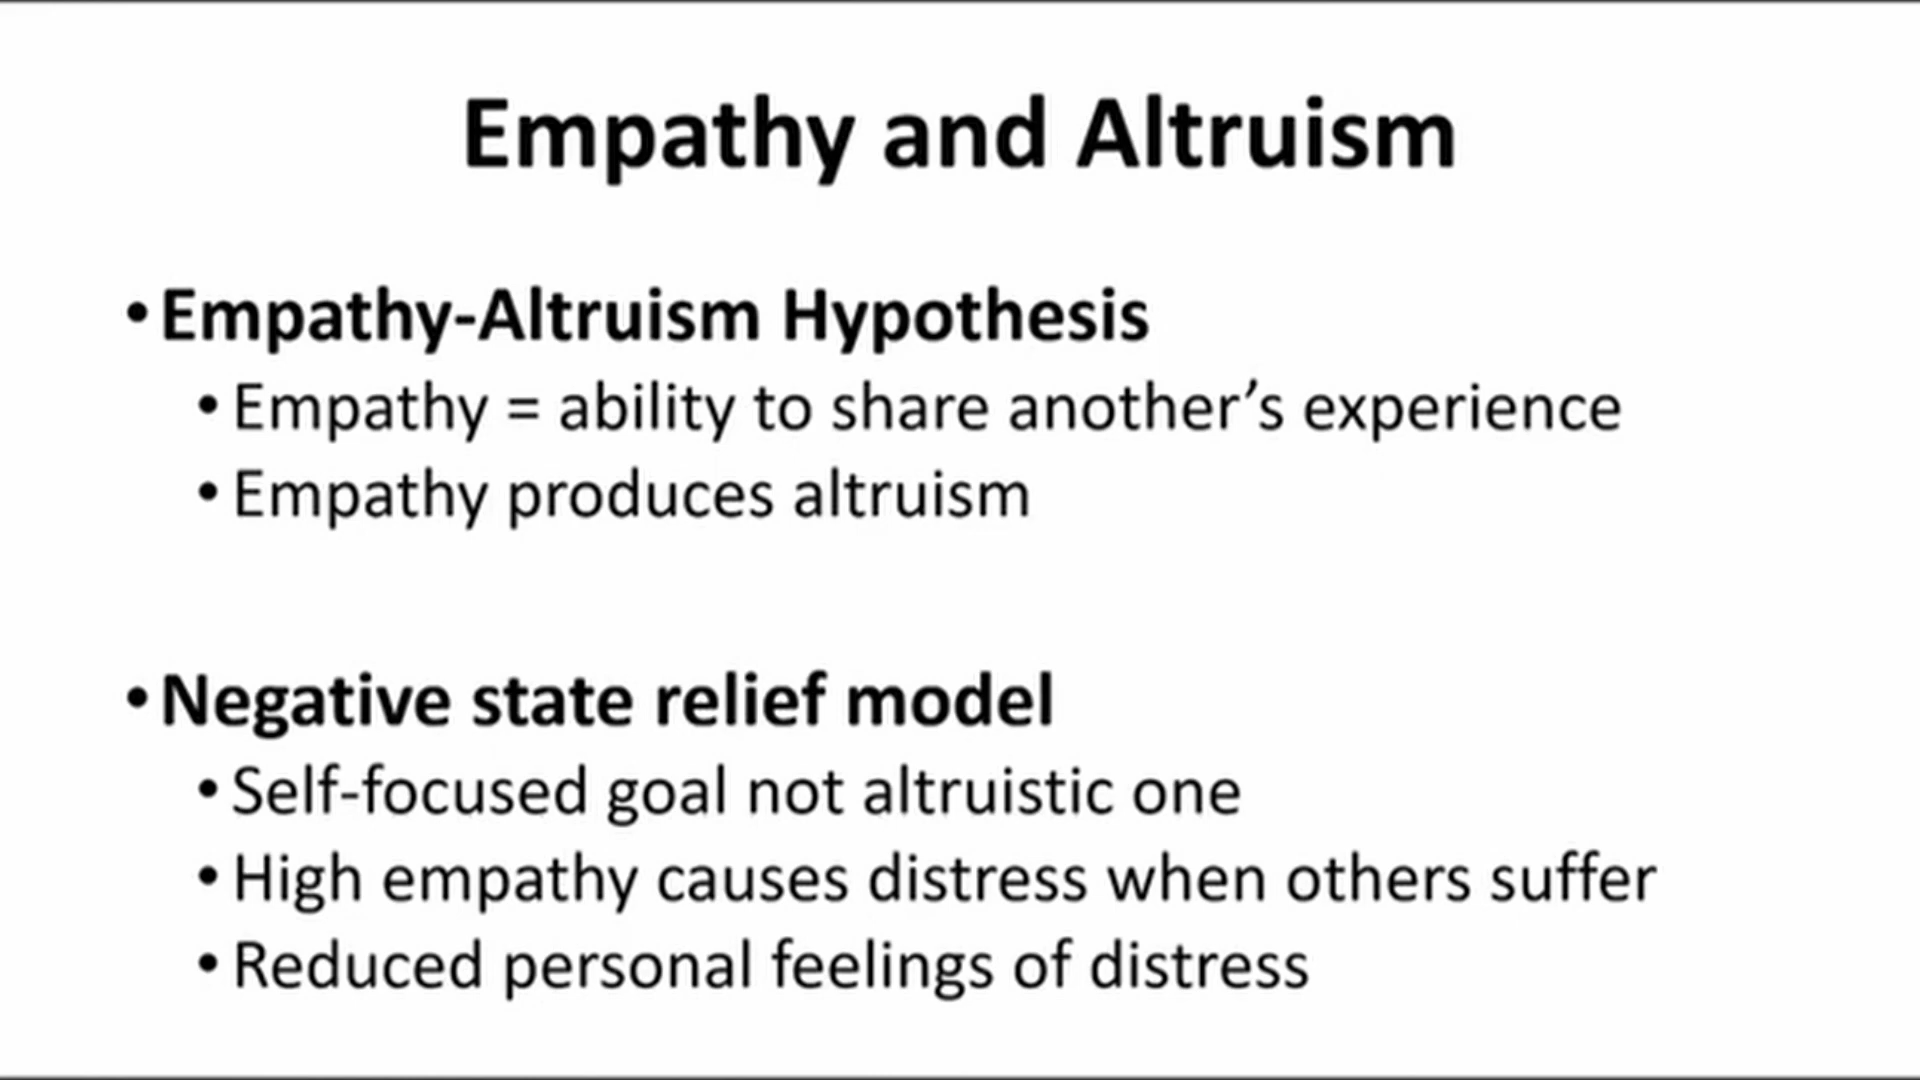 Empathy and Altruism
• Empathy-Altruism Hypothesis
• Empathy = ability to share another’s experience
• Empathy produces altruism
• Negative state relief model
• Self-focused goal not altruistic one
• High empathy causes distress when others suffer
• Reduced personal feelings of distress